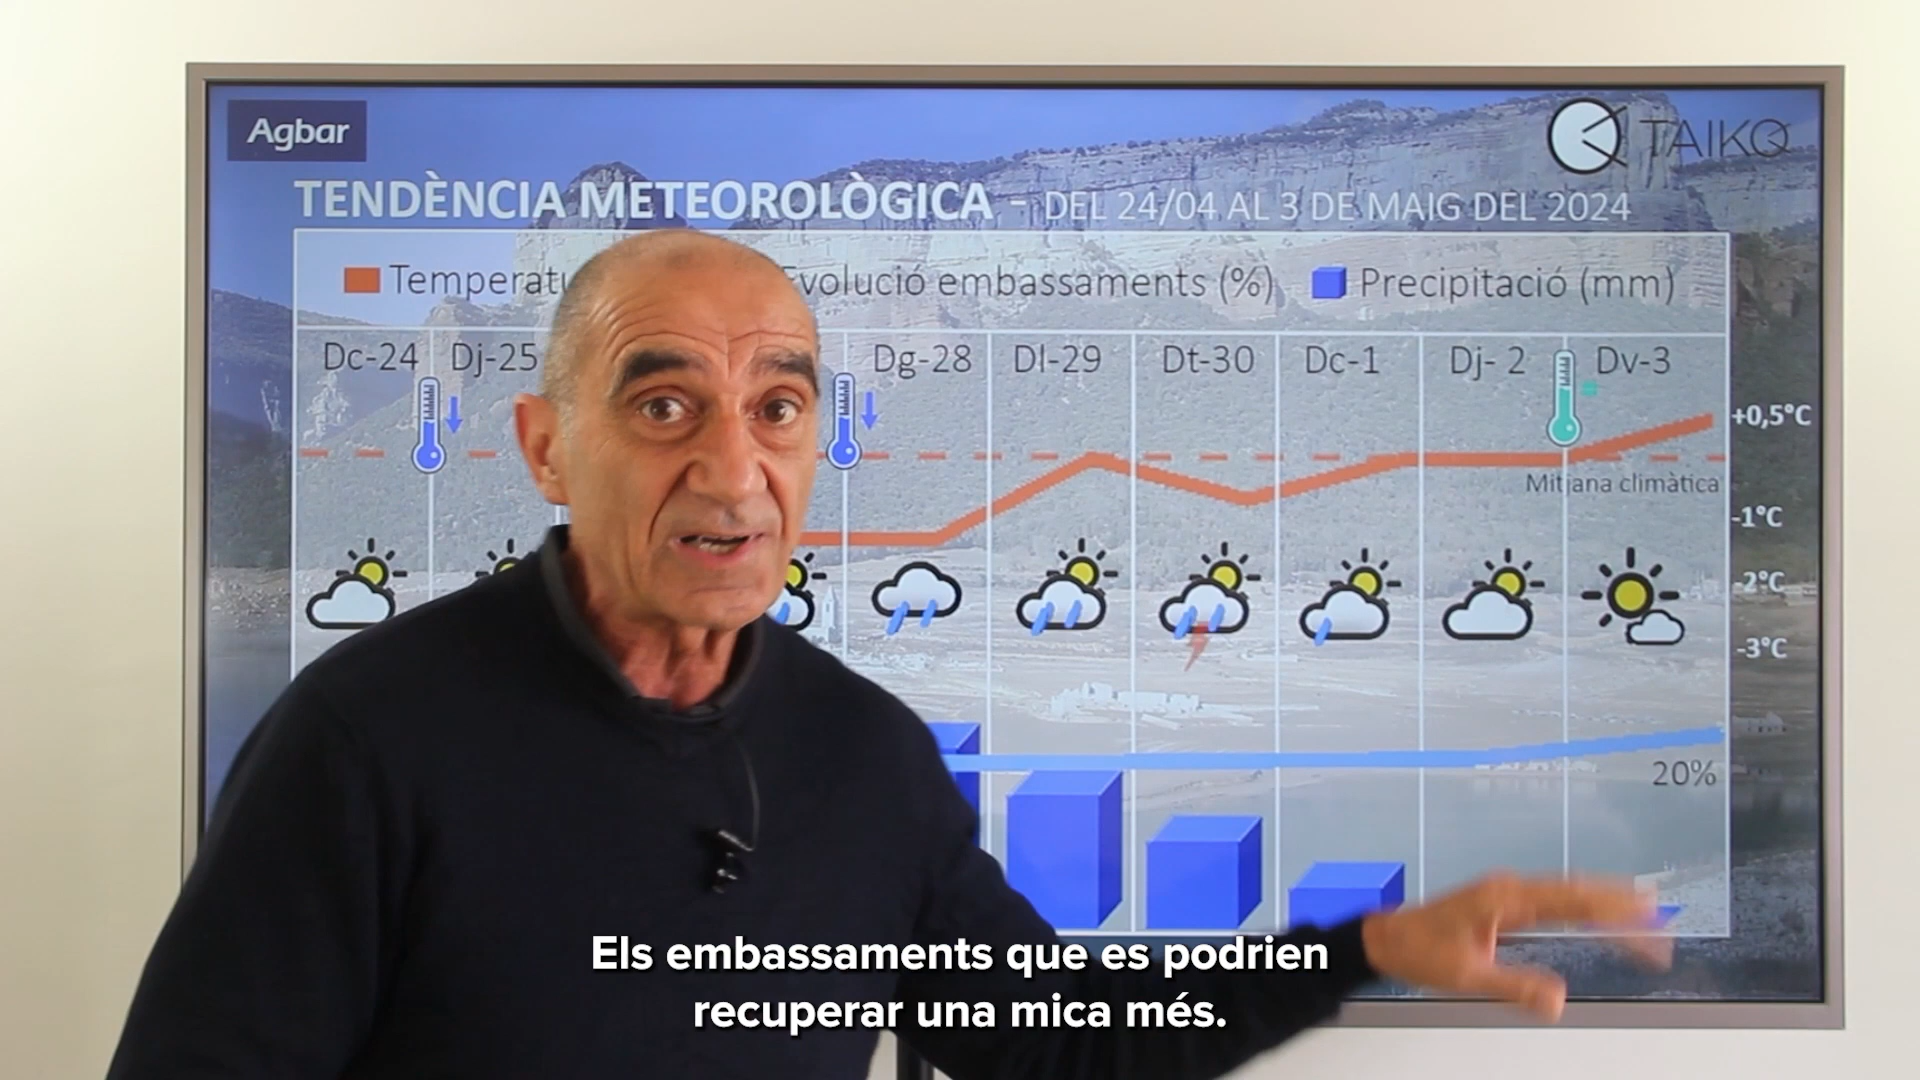 Agbar
TAIKO
TENDÈNCIA METEOROLÒGICA - DEL 24/04 AL 3 DE MAIG DEL 2024
Evolució embassaments (%) Precipitació (mm)
Dc-24 Dj-25 Dg-28 Dl-29 Dt-30 Dc-1 Dj- 2 Dv-3
+0,5°C
Mitjana climàtica
-1°C
-2°C
-3°C
20%
Els embassaments que es podrien
recuperar una mica més.